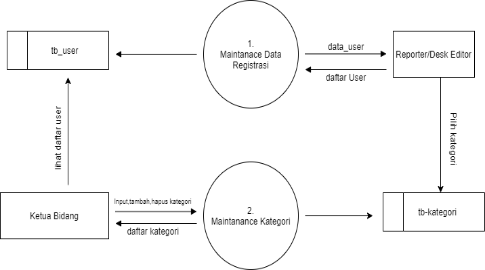 tb_user
1.
Maintanace Data
Registrasi
data_user
daftar User
Reporter/Desk Editor
lihat daftar user
Pilih kategori
Ketua Bidang
Input,tambah,hapus kategori
daftar kategori
2.
Maintanance Kategori
tb-kategori